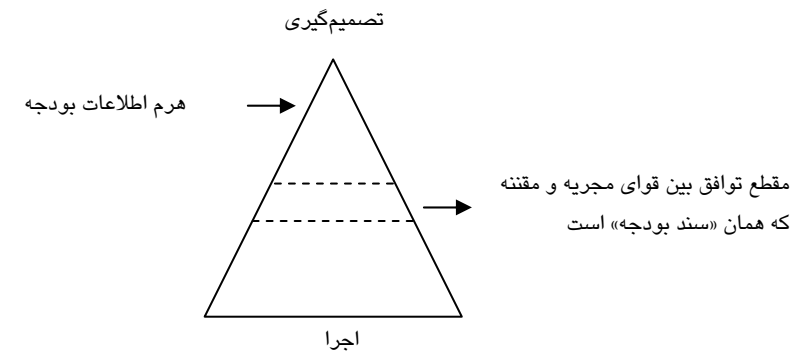 تصمیم‌گیری
هرم اطلاعات بودجه
مقطع توافق بین قوای مجریه و مقننه
که همان «سند بودجه» است
اجرا